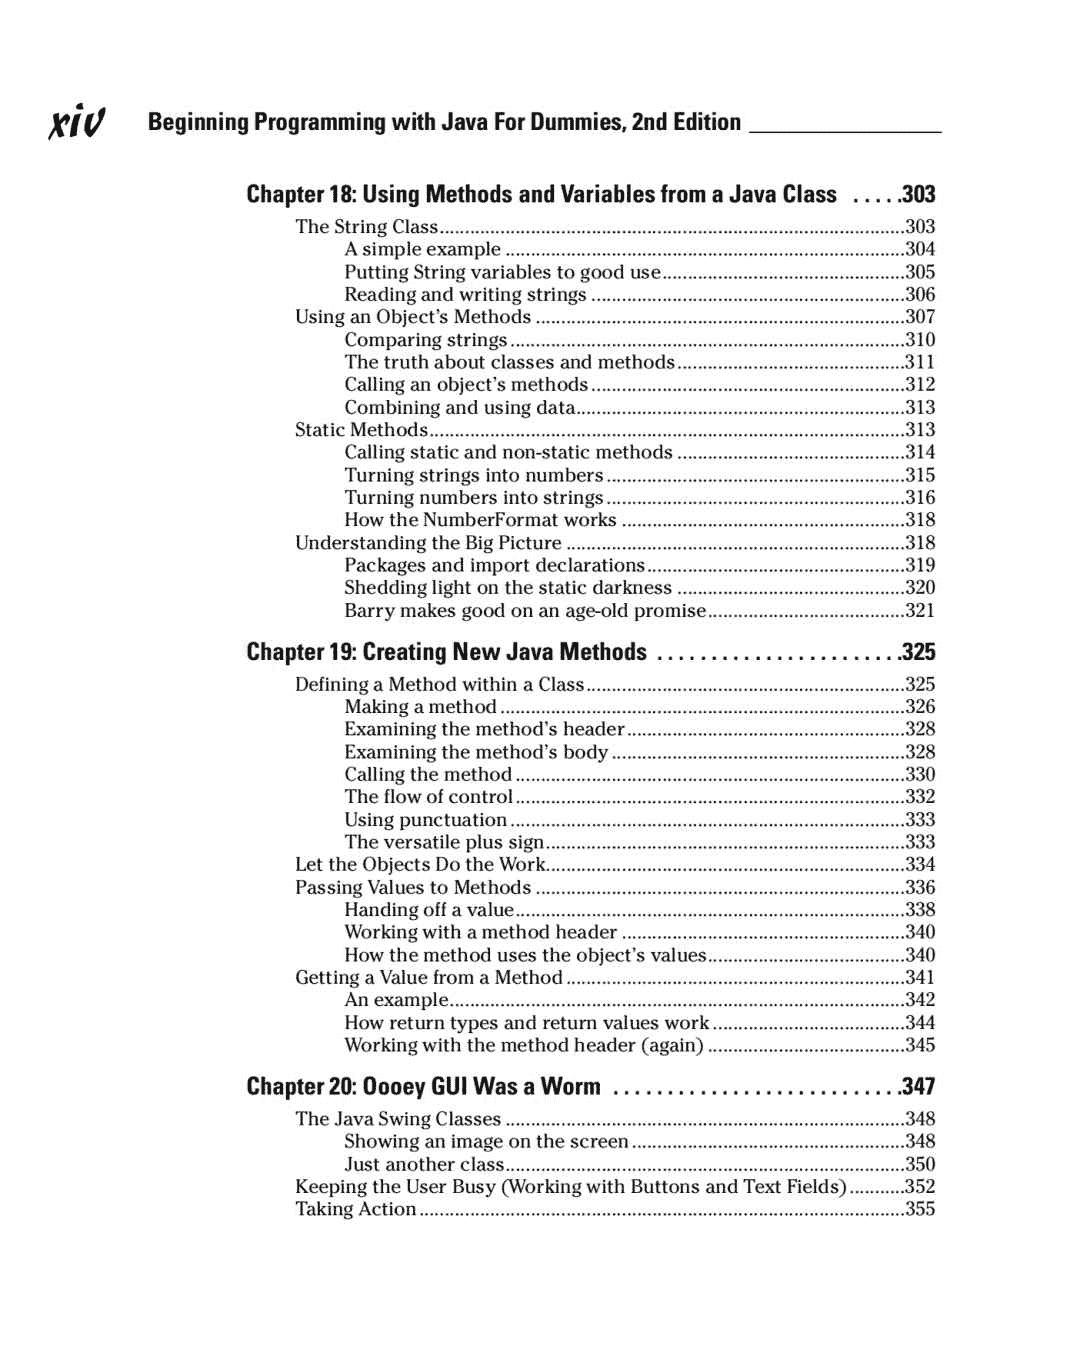 xiv Beginning Programming with Java For Dummies, 2nd Edition
Chapter 18: Using Methods and Variables from a Java Class . . . . .303
The String Class............................................................................................303
A simple example ...............................................................................304
Putting String variables to good use................................................305
Reading and writing strings ..............................................................306
Using an Object’s Methods .........................................................................307
Comparing strings..............................................................................310
The truth about classes and methods.............................................311
Calling an object’s methods..............................................................312
Combining and using data.................................................................313
Static Methods..............................................................................................313
Calling static and non-static methods .............................................314
Turning strings into numbers...........................................................315
Turning numbers into strings...........................................................316
How the NumberFormat works ........................................................318
Understanding the Big Picture ...................................................................318
Packages and import declarations...................................................319
Shedding light on the static darkness .............................................320
Barry makes good on an age-old promise.......................................321
Chapter 19: Creating New Java Methods . . . . . . . . . . . . . . . . . . . . . . .325
Defining a Method within a Class...............................................................325
Making a method................................................................................326
Examining the method’s header.......................................................328
Examining the method’s body..........................................................328
Calling the method.............................................................................330
The flow of control.............................................................................332
Using punctuation..............................................................................333
The versatile plus sign.......................................................................333
Let the Objects Do the Work.......................................................................334
Passing Values to Methods .........................................................................336
Handing off a value.............................................................................338
Working with a method header ........................................................340
How the method uses the object’s values.......................................340
Getting a Value from a Method...................................................................341
An example..........................................................................................342
How return types and return values work......................................344
Working with the method header (again) .......................................345
Chapter 20: Oooey GUI Was a Worm . . . . . . . . . . . . . . . . . . . . . . . . . . .347
The Java Swing Classes ...............................................................................348
Showing an image on the screen......................................................348
Just another class...............................................................................350
Keeping the User Busy (Working with Buttons and Text Fields)...........352
Taking Action................................................................................................355